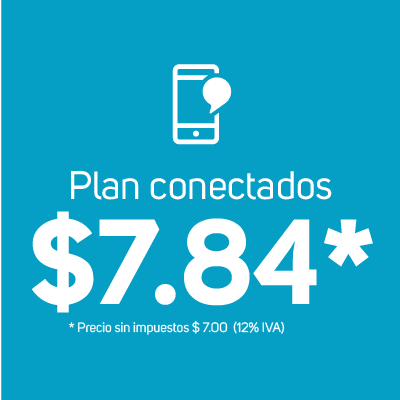 Plan conectados
$7.84*
* Precio sin impuestos $ 7.00 (12% IVA)